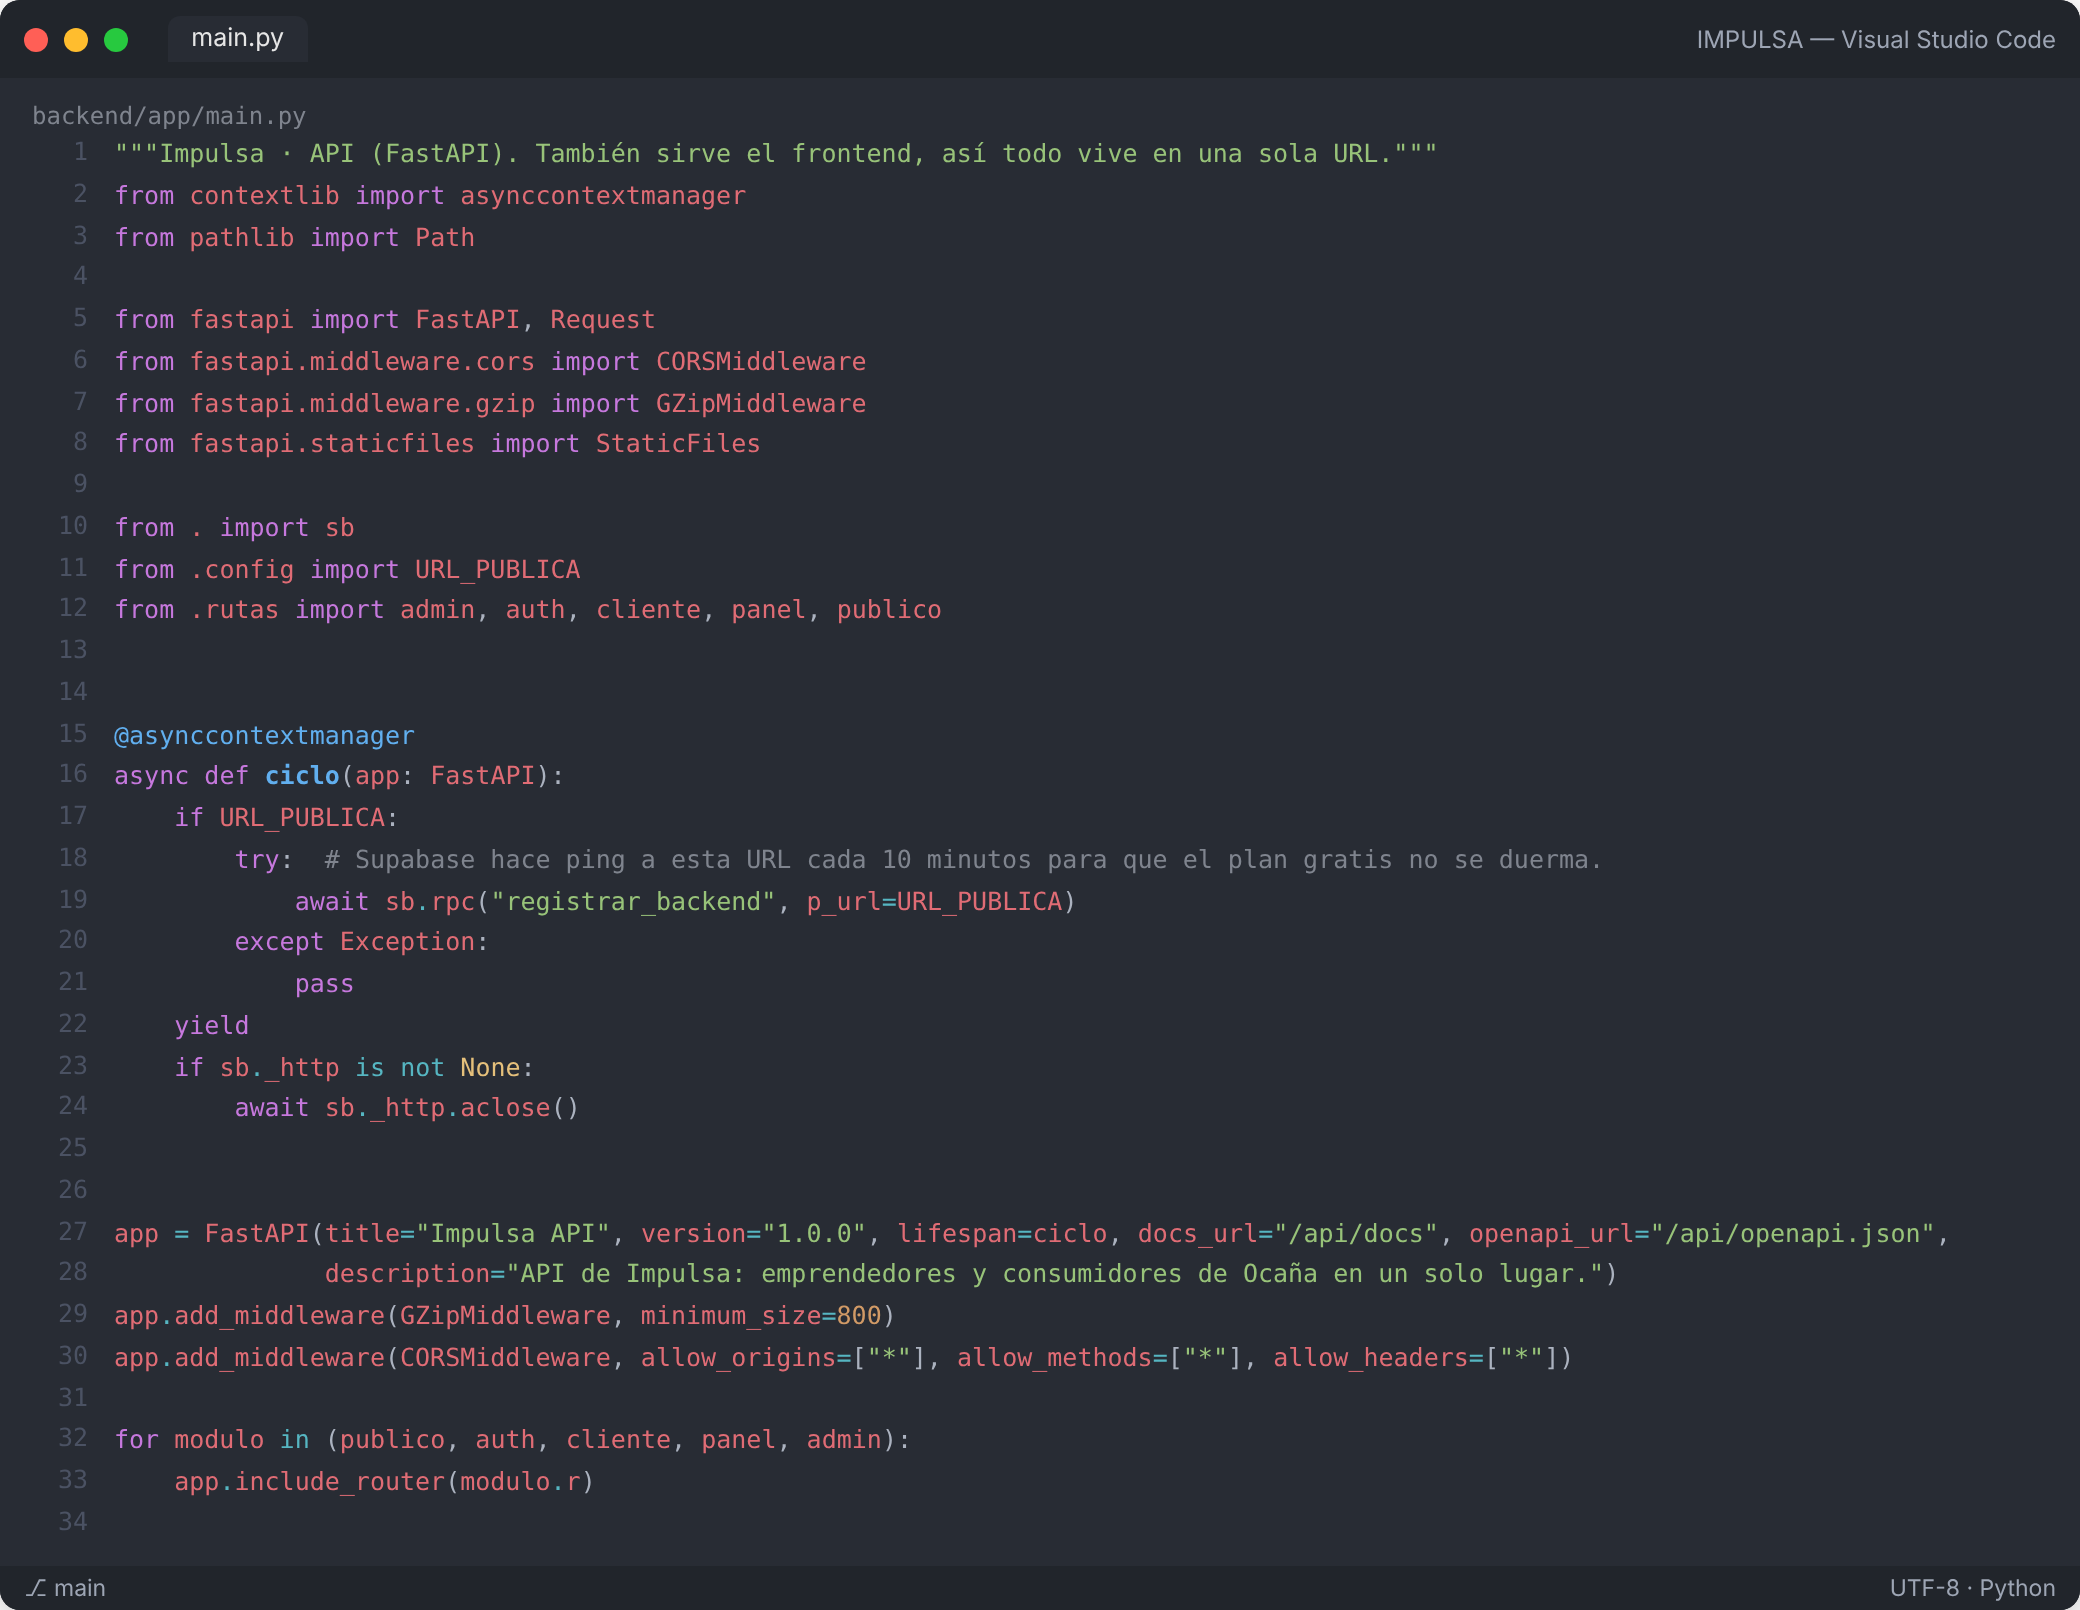 main.py
IMPULSA — Visual Studio Code
backend/app/main.py
1 """Impulsa · API (FastAPI). También sirve el frontend, así todo vive en una sola URL."""
2 from contextlib import asynccontextmanager
3 from pathlib import Path
4
5 from fastapi import FastAPI, Request
6 from fastapi.middleware.cors import CORSMiddleware
7 from fastapi.middleware.gzip import GZipMiddleware
8 from fastapi.staticfiles import StaticFiles
9
10 from . import sb
11 from .config import URL_PUBLICA
12 from .rutas import admin, auth, cliente, panel, publico
13
14
15 @asynccontextmanager
16 async def ciclo(app: FastAPI):
17     if URL_PUBLICA:
18         try:  # Supabase hace ping a esta URL cada 10 minutos para que el plan gratis no se duerma.
19             await sb.rpc("registrar_backend", p_url=URL_PUBLICA)
20         except Exception:
21             pass
22     yield
23     if sb._http is not None:
24         await sb._http.aclose()
25
26
27 app = FastAPI(title="Impulsa API", version="1.0.0", lifespan=ciclo, docs_url="/api/docs", openapi_url="/api/openapi.json",
28               description="API de Impulsa: emprendedores y consumidores de Ocaña en un solo lugar.")
29 app.add_middleware(GZipMiddleware, minimum_size=800)
30 app.add_middleware(CORSMiddleware, allow_origins=["*"], allow_methods=["*"], allow_headers=["*"])
31
32 for modulo in (publico, auth, cliente, panel, admin):
33     app.include_router(modulo.r)
34
⎇ main
UTF-8 · Python